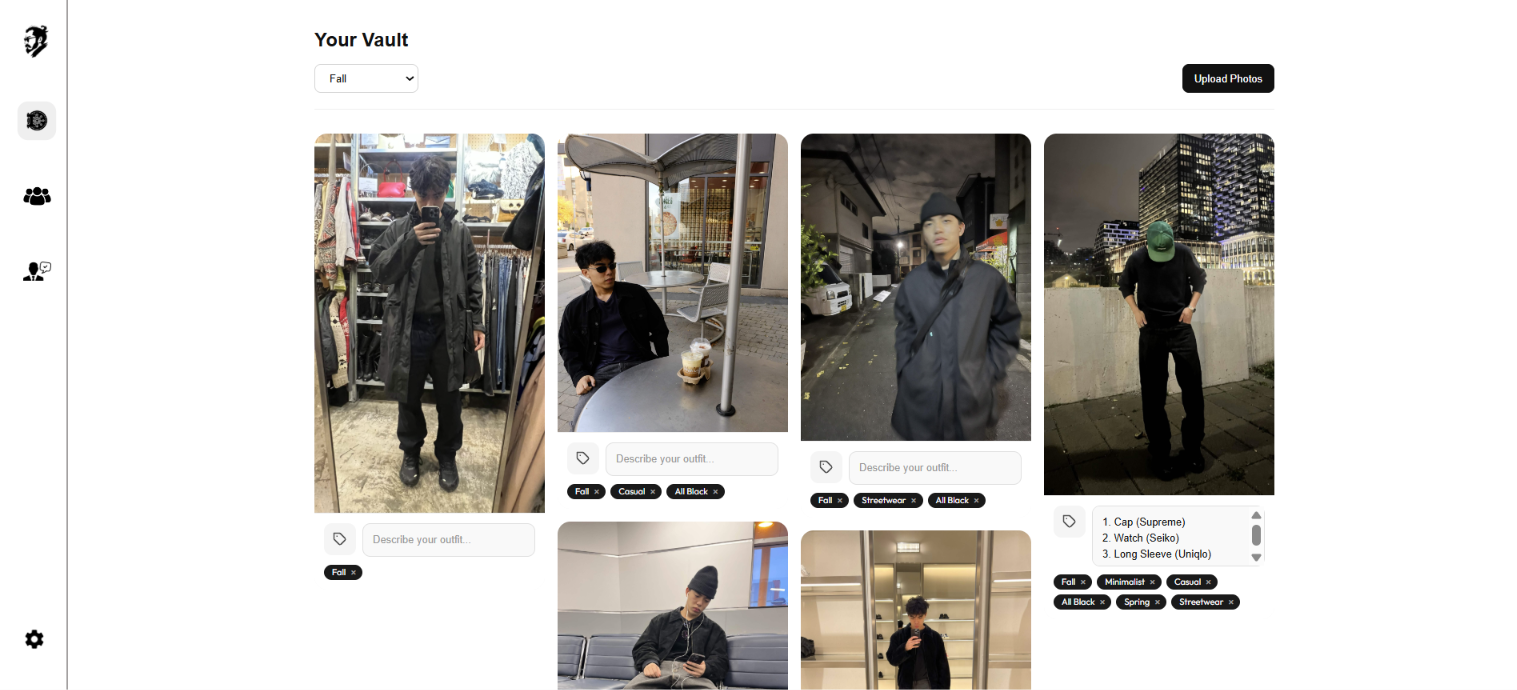 Your Vault
Fall
Upload Photos
Describe your outfit...
Fall ×
Describe your outfit...
Fall × Casual × All Black ×
Describe your outfit...
Fall × Streetwear × All Black ×
1. Cap (Supreme)
2. Watch (Seiko)
3. Long Sleeve (Uniqlo)
Fall × Minimalist × Casual ×
All Black × Spring × Streetwear ×